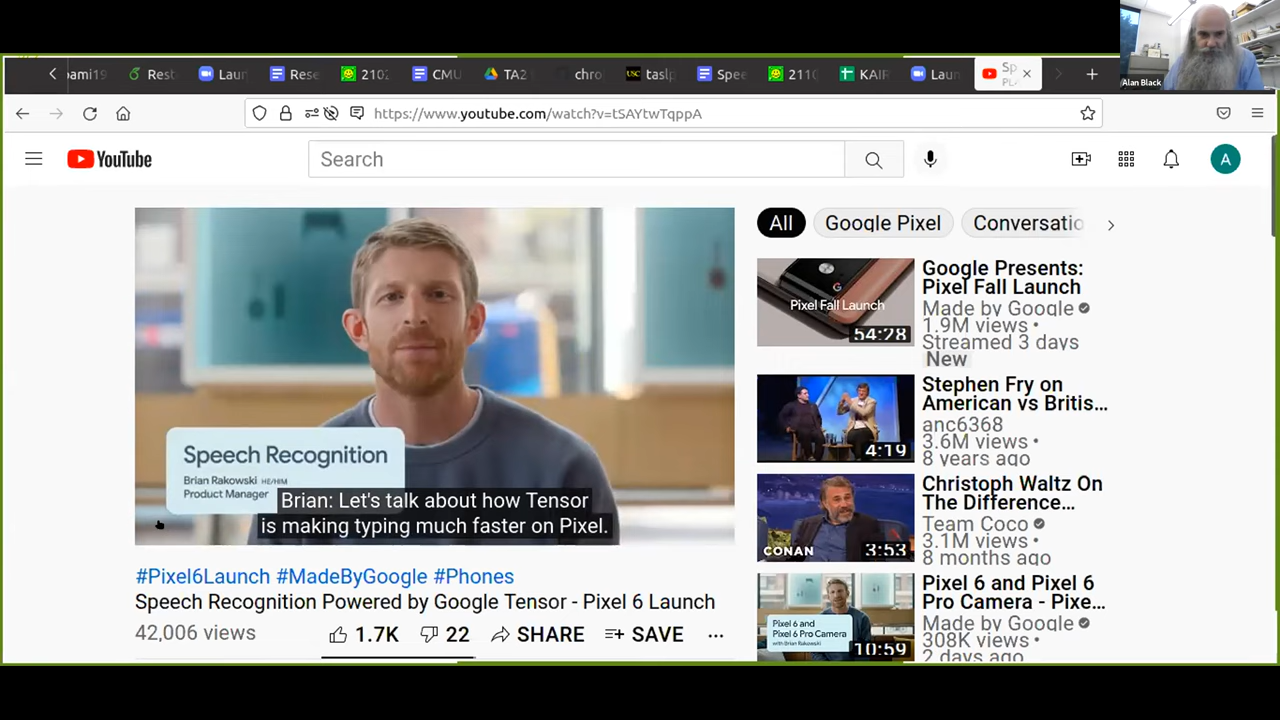 pami19
Rest
Laun
Rese
2102
CMU
TA2
chro
USC
taslp
Spee
2110
KAIR
Laun
Sp
Alan Black
https://www.youtube.com/watch?v=tSAYtwTqppA
YouTube
Search
A
All
Google Pixel
Conversatio
Speech Recognition
Brian Rakowski HE/HIM
Product Manager
Brian: Let's talk about how Tensor
is making typing much faster on Pixel.
#Pixel6Launch #MadeByGoogle #Phones
Speech Recognition Powered by Google Tensor - Pixel 6 Launch
42,006 views
1.7K
22
SHARE
SAVE
Pixel Fall Launch
54:28
Google Presents:
Pixel Fall Launch
Made by Google
1.9M views •
Streamed 3 days
New
4:19
Stephen Fry on
American vs Britis...
anc6368
3.6M views •
8 years ago
CONAN
3:53
Christoph Waltz On
The Difference...
Team Coco
3.1M views •
8 months ago
Pixel 6 and
Pixel 6 Pro Camera
with Brian Rakowski
10:59
Pixel 6 and Pixel 6
Pro Camera - Pixe...
Made by Google
308K views •
2 days ago